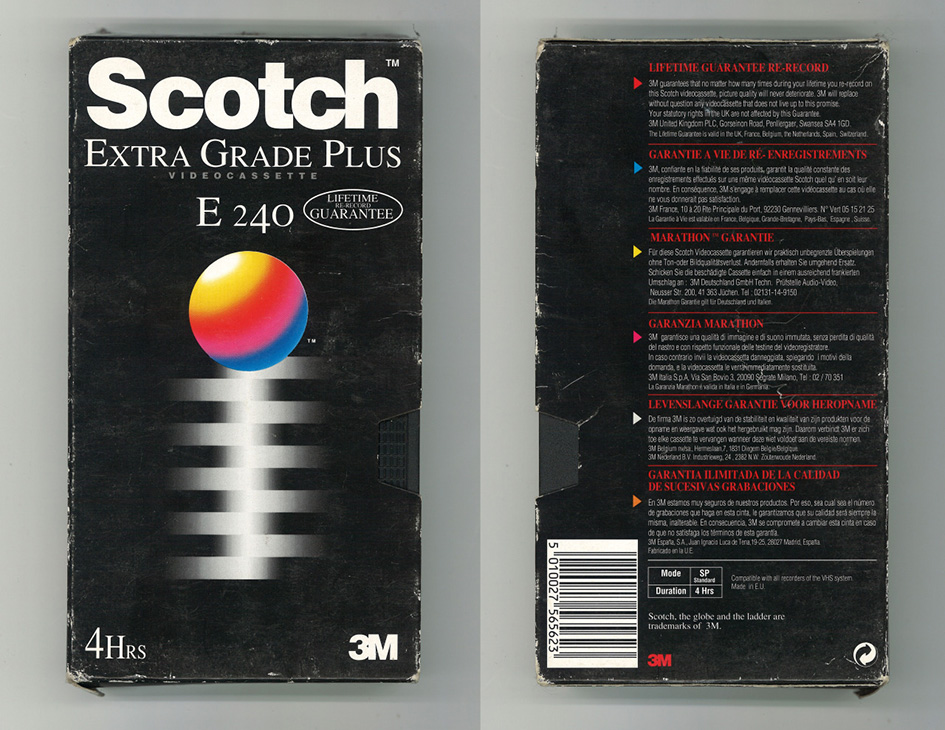 Scotch™
EXTRA GRADE PLUS
VIDEOCASSETTE
E 240
LIFETIME
RE-RECORD
GUARANTEE
TM
4HRS
3M
LIFETIME GUARANTEE RE-RECORD
3M guarantees that no matter how many times during your lifetime you re-record on
this Scotch videocassette, picture quality will never deteriorate. 3M will replace
without question any videocassette that does not live up to this promise.
Your statutory rights in the UK are not affected by this Guarantee.
3M United Kingdom PLC, Gorseinon Road, Penllergaer, Swansea SA4 1GD.
The Lifetime Guarantee is valid in the UK, France, Belgium, the Netherlands, Spain, Switzerland.
GARANTIE A VIE DE RÉ- ENREGISTREMENTS
3M, confiante en la fiabilité de ses produits, garantit la qualité constante des
enregistrements effectués sur une même vidéocassette Scotch quel qu' en soit leur
nombre. En conséquence, 3M s'engage à remplacer cette vidéocassette au cas où elle
ne vous donnerait pas satisfaction.
3M France, 10 à 20 Rte Principale du Port, 92230 Gennevilliers. N° Vert 05 15 21 25
La Garantie à Vie est valable en France, Belgique, Grande-Bretagne, Pays-Bas, Espagne, Suisse.
MARATHON ™ GARANTIE
Für diese Scotch Videocassette garantieren wir praktisch unbegrenzte Überspielungen
ohne Ton-oder Bildqualitätsverlust. Andernfalls erhalten Sie umgehend Ersatz.
Schicken Sie die beschädigte Cassette einfach in einem ausreichend frankierten
Umschlag an : 3M Deutschland GmbH Techn. Prüfstelle Audio-Video,
Neusser Str. 200, 41 363 Jüchen. Tel : 02131-14-9150
Die Marathon Garantie gilt für Deutschland und Italien.
GARANZIA MARATHON
3M garantisce una qualità di immagine e di suono immutata, senza perdita di qualità
del nastro e con rispetto funzionale delle testine del videoregistratore.
In caso contrario invii la videocassetta danneggiata, spiegando i motivi della
domanda, e la videocassetta le verrà immediatamente sostituita.
3M Italia S.p.A, Via San Bovio 3, 20090 Segrate Milano, Tel : 02 / 70 351
La Garanzia Marathon è valida in Italia e in Germania.
LEVENSLANGE GARANTIE VOOR HEROPNAME
De firma 3M is zo overtuigd van de stabiliteit en kwaliteit van zijn produkten voor de
opname en weergave wat ook het hergebruikt mag zijn. Daarom verbindt 3M er zich
toe elke cassette te vervangen wanneer deze niet voldoet aan de vereiste normen.
3M Belgium nv/sa, Hermeslaan,7, 1831 Diegem België/Belgique
3M Nederland B.V. Industrieweg, 24, 2382 N.W. Zoeterwoude Nederland.
GARANTIA ILIMITADA DE LA CALIDAD
DE SUCESIVAS GRABACIONES
En 3M estamos muy seguros de nuestros productos. Por eso, sea cual sea el número
de grabaciones que haga en esta cinta, le garantizamos que su calidad será siempre la
misma, inalterable. En consecuencia, 3M se compromete a cambiar esta cinta en caso
de que no satisfaga los términos de esta garantía.
3M España, S.A., Juan Ignacio Luca de Tena,19-25, 28027 Madrid, España.
Fabricado en la U.E.
Mode SP
Standard
Duration 4 Hrs
Compatible with all recorders of the VHS system.
Made in E.U.
Scotch, the globe and the ladder are
trademarks of 3M.
3M
5 010027 565623